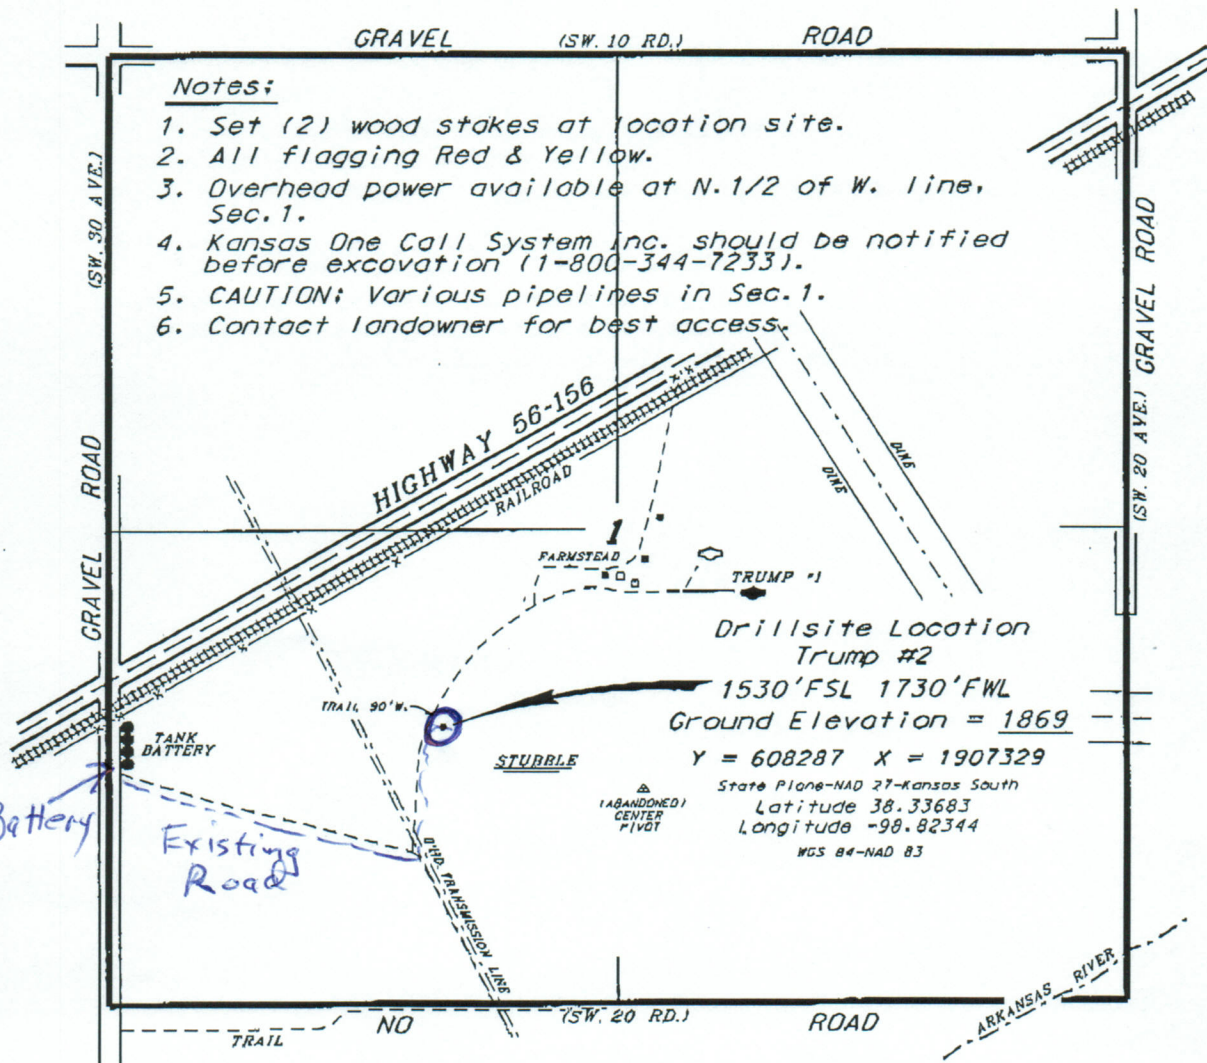 GRAVEL (SW. 10 RD.) ROAD
Notes:
1. Set (2) wood stakes at location site.
2. All flagging Red & Yellow.
3. Overhead power available at N.1/2 of W. line,
Sec.1.
4. Kansas One Call System Inc. should be notified
before excavation (1-800-344-7233).
5. CAUTION: Various pipelines in Sec.1.
6. Contact landowner for best access.
(SW. 30 AVE.)
GRAVEL ROAD
GRAVEL ROAD
(SW. 20 AVE.) GRAVEL ROAD
HIGHWAY 56-156
RAILROAD
DIKE
DIKE
1
FARMSTEAD
TRUMP #1
Drillsite Location
Trump #2
1530'FSL 1730'FWL
Ground Elevation = 1869
Y = 608287 X = 1907329
State Plane-NAD 27-Kansas South
Latitude 38.33683
Longitude -98.82344
WGS 84-NAD 83
TRAIL 90'W.
TANK
BATTERY
STUBBLE
(ABANDONED)
CENTER
PIVOT
Battery
Existing
Road
O'HD. TRANSMISSION LINE
ARKANSAS RIVER
NO (SW. 20 RD.) ROAD
TRAIL